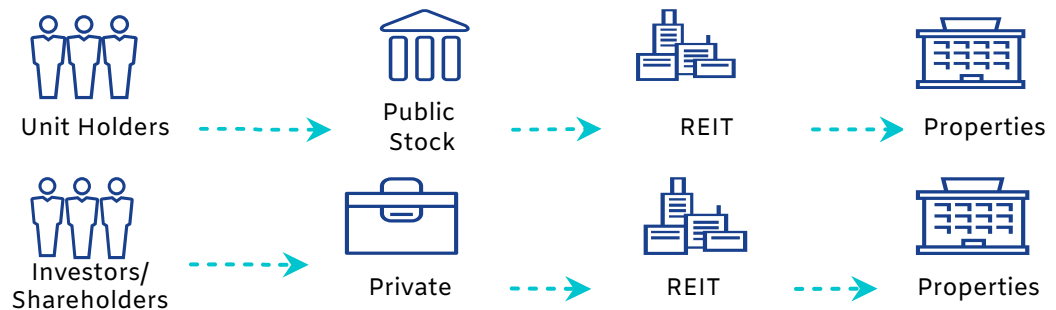 Unit Holders
Public
Stock
REIT
Properties
Investors/
Shareholders
Private
REIT
Properties